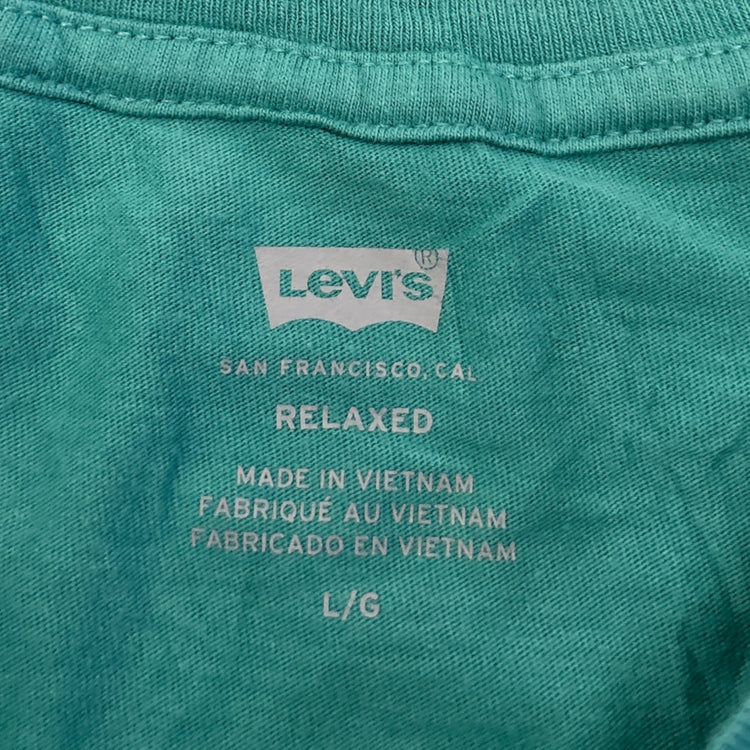 Levi's®
SAN FRANCISCO, CAL
RELAXED
MADE IN VIETNAM
FABRIQUÉ AU VIETNAM
FABRICADO EN VIETNAM
L/G